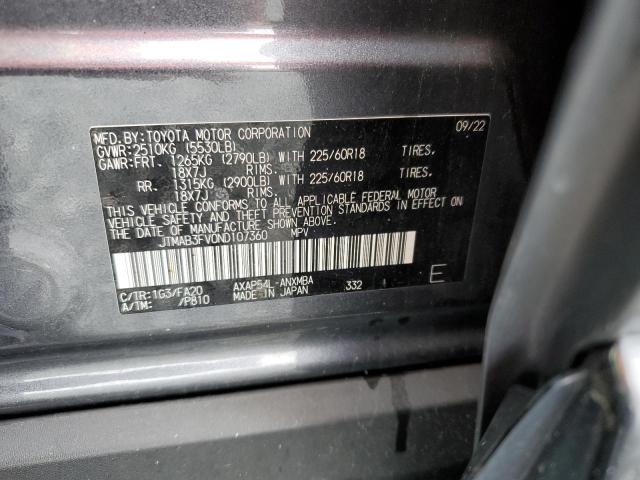 MFD.BY:TOYOTA MOTOR CORPORATION 09/22
GVWR:2510KG (5530LB)
GAWR:FRT. 1265KG (2790LB) WITH 225/60R18 TIRES.
18X7J RIMS.
RR. 1315KG (2900LB) WITH 225/60R18 TIRES.
18X7J RIMS.
THIS VEHICLE CONFORMS TO ALL APPLICABLE FEDERAL MOTOR
VEHICLE SAFETY AND THEFT PREVENTION STANDARDS IN EFFECT ON
THE DATE OF MANUFACTURE SHOWN ABOVE.
JTMAB3FV0ND107360 MPV
C/TR:1G3/FA20 AXAP54L-ANXMBA 332 E
A/TM: /P810 MADE IN JAPAN